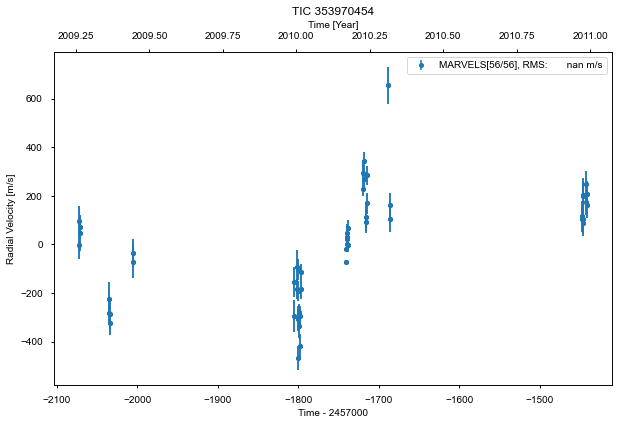 TIC 353970454
Time [Year]
2009.25 2009.50 2009.75 2010.00 2010.25 2010.50 2010.75 2011.00
MARVELS[56/56], RMS: nan m/s
Radial Velocity [m/s]
600
400
200
0
−200
−400
−2100 −2000 −1900 −1800 −1700 −1600 −1500
Time - 2457000